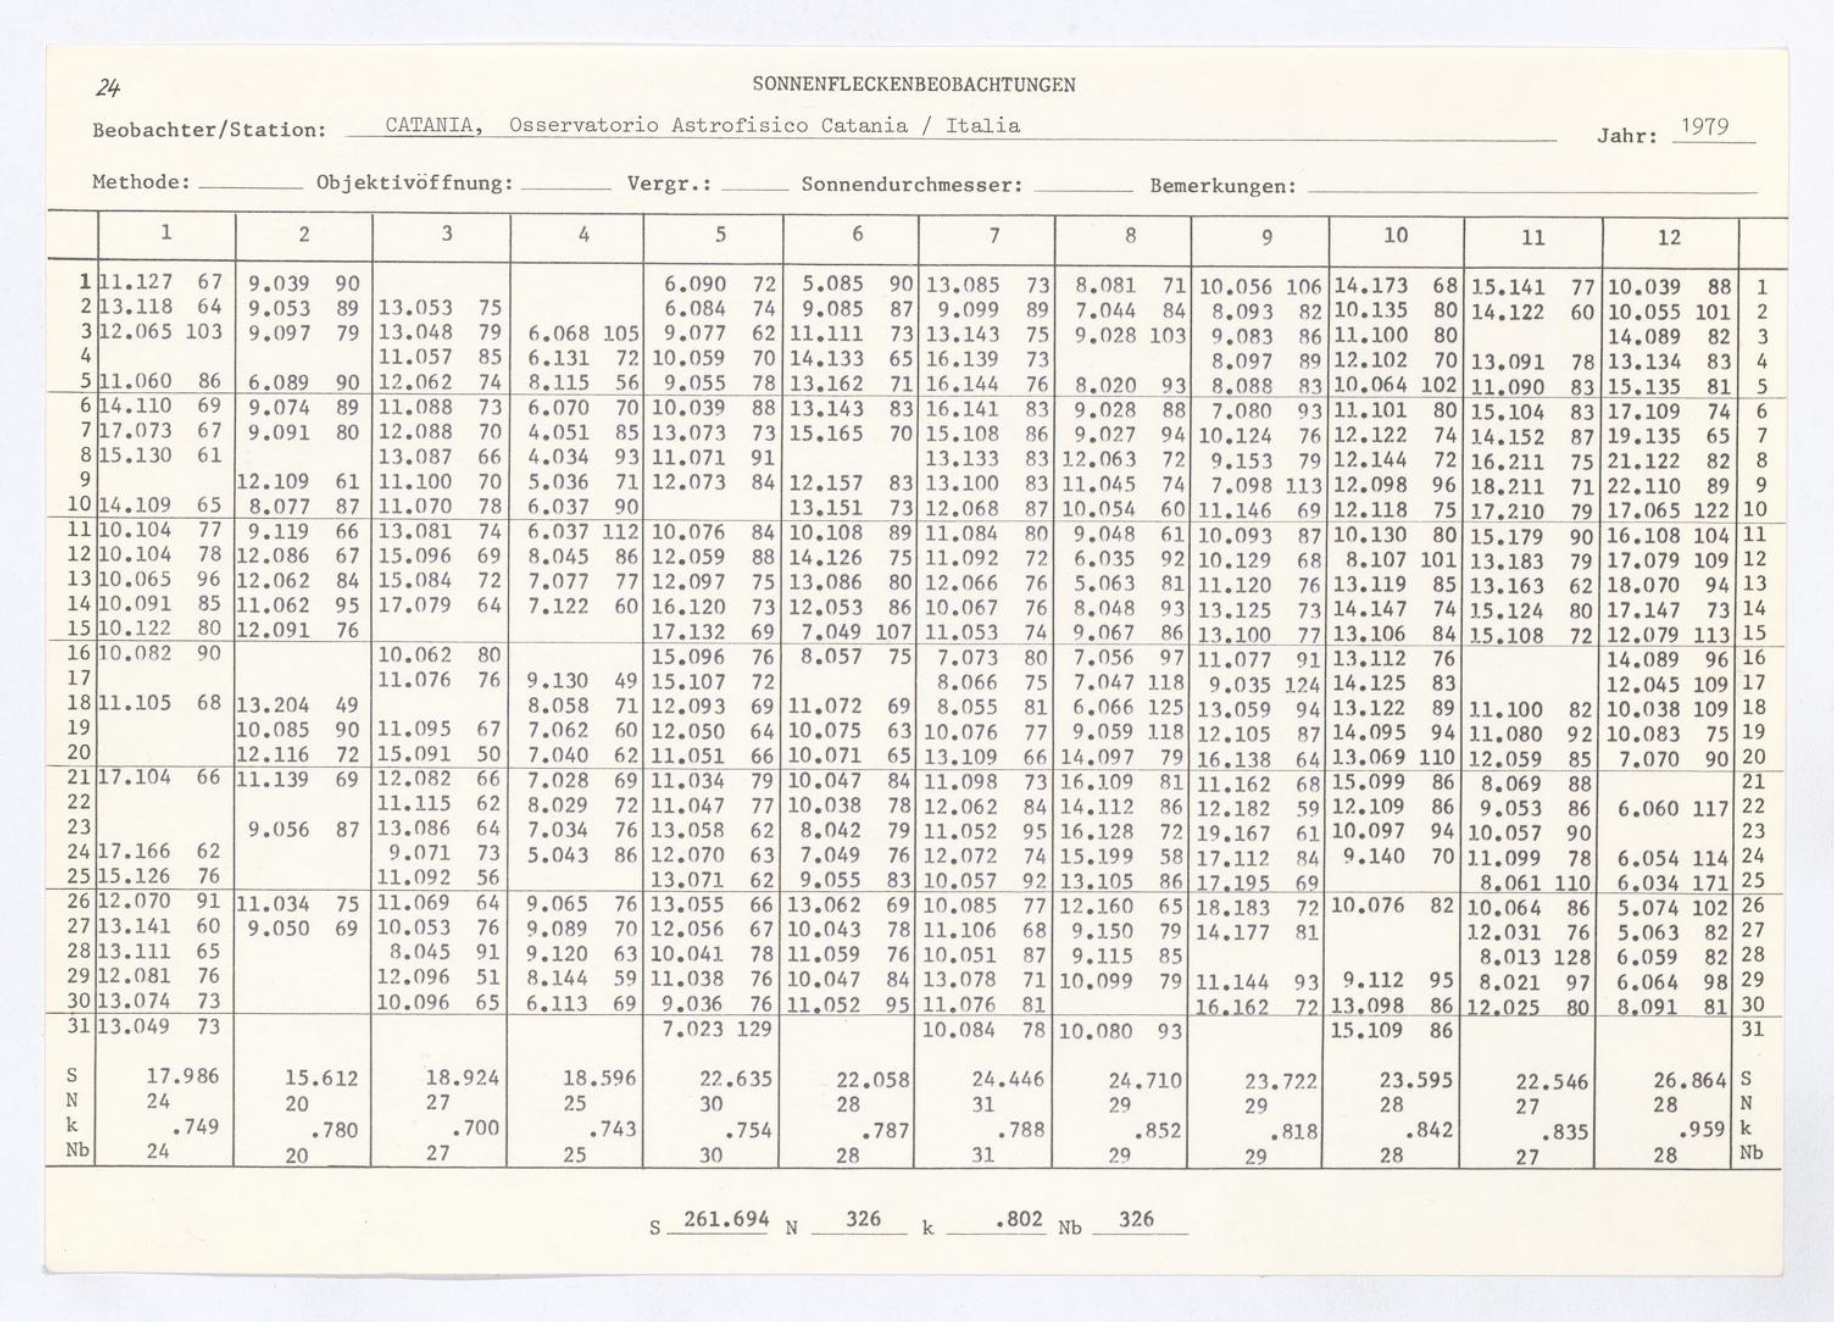 24
SONNENFLECKENBEOBACHTUNGEN
Beobachter/Station: CATANIA, Osservatorio Astrofisico Catania / Italia Jahr: 1979
Methode: Objektivöffnung: Vergr.: Sonnendurchmesser: Bemerkungen:
1 2 3 4 5 6 7 8 9 10 11 12
1 11.127 67 9.039 90 6.090 72 5.085 90 13.085 73 8.081 71 10.056 106 14.173 68 15.141 77 10.039 88 1
2 13.118 64 9.053 89 13.053 75 6.084 74 9.085 87 9.099 89 7.044 84 8.093 82 10.135 80 14.122 60 10.055 101 2
3 12.065 103 9.097 79 13.048 79 6.068 105 9.077 62 11.111 73 13.143 75 9.028 103 9.083 86 11.100 80 14.089 82 3
4 11.057 85 6.131 72 10.059 70 14.133 65 16.139 73 8.097 89 12.102 70 13.091 78 13.134 83 4
5 11.060 86 6.089 90 12.062 74 8.115 56 9.055 78 13.162 71 16.144 76 8.020 93 8.088 83 10.064 102 11.090 83 15.135 81 5
6 14.110 69 9.074 89 11.088 73 6.070 70 10.039 88 13.143 83 16.141 83 9.028 88 7.080 93 11.101 80 15.104 83 17.109 74 6
7 17.073 67 9.091 80 12.088 70 4.051 85 13.073 73 15.165 70 15.108 86 9.027 94 10.124 76 12.122 74 14.152 87 19.135 65 7
8 15.130 61 13.087 66 4.034 93 11.071 91 13.133 83 12.063 72 9.153 79 12.144 72 16.211 75 21.122 82 8
9 12.109 61 11.100 70 5.036 71 12.073 84 12.157 83 13.100 83 11.045 74 7.098 113 12.098 96 18.211 71 22.110 89 9
10 14.109 65 8.077 87 11.070 78 6.037 90 13.151 73 12.068 87 10.054 60 11.146 69 12.118 75 17.210 79 17.065 122 10
11 10.104 77 9.119 66 13.081 74 6.037 112 10.076 84 10.108 89 11.084 80 9.048 61 10.093 87 10.130 80 15.179 90 16.108 104 11
12 10.104 78 12.086 67 15.096 69 8.045 86 12.059 88 14.126 75 11.092 72 6.035 92 10.129 68 8.107 101 13.183 79 17.079 109 12
13 10.065 96 12.062 84 15.084 72 7.077 77 12.097 75 13.086 80 12.066 76 5.063 81 11.120 76 13.119 85 13.163 62 18.070 94 13
14 10.091 85 11.062 95 17.079 64 7.122 60 16.120 73 12.053 86 10.067 76 8.048 93 13.125 73 14.147 74 15.124 80 17.147 73 14
15 10.122 80 12.091 76 17.132 69 7.049 107 11.053 74 9.067 86 13.100 77 13.106 84 15.108 72 12.079 113 15
16 10.082 90 10.062 80 15.096 76 8.057 75 7.073 80 7.056 97 11.077 91 13.112 76 14.089 96 16
17 11.076 76 9.130 49 15.107 72 8.066 75 7.047 118 9.035 124 14.125 83 12.045 109 17
18 11.105 68 13.204 49 8.058 71 12.093 69 11.072 69 8.055 81 6.066 125 13.059 94 13.122 89 11.100 82 10.038 109 18
19 10.085 90 11.095 67 7.062 60 12.050 64 10.075 63 10.076 77 9.059 118 12.105 87 14.095 94 11.080 92 10.083 75 19
20 12.116 72 15.091 50 7.040 62 11.051 66 10.071 65 13.109 66 14.097 79 16.138 64 13.069 110 12.059 85 7.070 90 20
21 17.104 66 11.139 69 12.082 66 7.028 69 11.034 79 10.047 84 11.098 73 16.109 81 11.162 68 15.099 86 8.069 88 21
22 11.115 62 8.029 72 11.047 77 10.038 78 12.062 84 14.112 86 12.182 59 12.109 86 9.053 86 6.060 117 22
23 9.056 87 13.086 64 7.034 76 13.058 62 8.042 79 11.052 95 16.128 72 19.167 61 10.097 94 10.057 90 23
24 17.166 62 9.071 73 5.043 86 12.070 63 7.049 76 12.072 74 15.199 58 17.112 84 9.140 70 11.099 78 6.054 114 24
25 15.126 76 11.092 56 13.071 62 9.055 83 10.057 92 13.105 86 17.195 69 8.061 110 6.034 171 25
26 12.070 91 11.034 75 11.069 64 9.065 76 13.055 66 13.062 69 10.085 77 12.160 65 18.183 72 10.076 82 10.064 86 5.074 102 26
27 13.141 60 9.050 69 10.053 76 9.089 70 12.056 67 10.043 78 11.106 68 9.150 79 14.177 81 12.031 76 5.063 82 27
28 13.111 65 8.045 91 9.120 63 10.041 78 11.059 76 10.051 87 9.115 85 8.013 128 6.059 82 28
29 12.081 76 12.096 51 8.144 59 11.038 76 10.047 84 13.078 71 10.099 79 11.144 93 9.112 95 8.021 97 6.064 98 29
30 13.074 73 10.096 65 6.113 69 9.036 76 11.052 95 11.076 81 16.162 72 13.098 86 12.025 80 8.091 81 30
31 13.049 73 7.023 129 10.084 78 10.080 93 15.109 86 31
S 17.986 15.612 18.924 18.596 22.635 22.058 24.446 24.710 23.722 23.595 22.546 26.864 S
N 24 20 27 25 30 28 31 29 29 28 27 28 N
k .749 .780 .700 .743 .754 .787 .788 .852 .818 .842 .835 .959 k
Nb 24 20 27 25 30 28 31 29 29 28 27 28 Nb
S 261.694 N 326 k .802 Nb 326